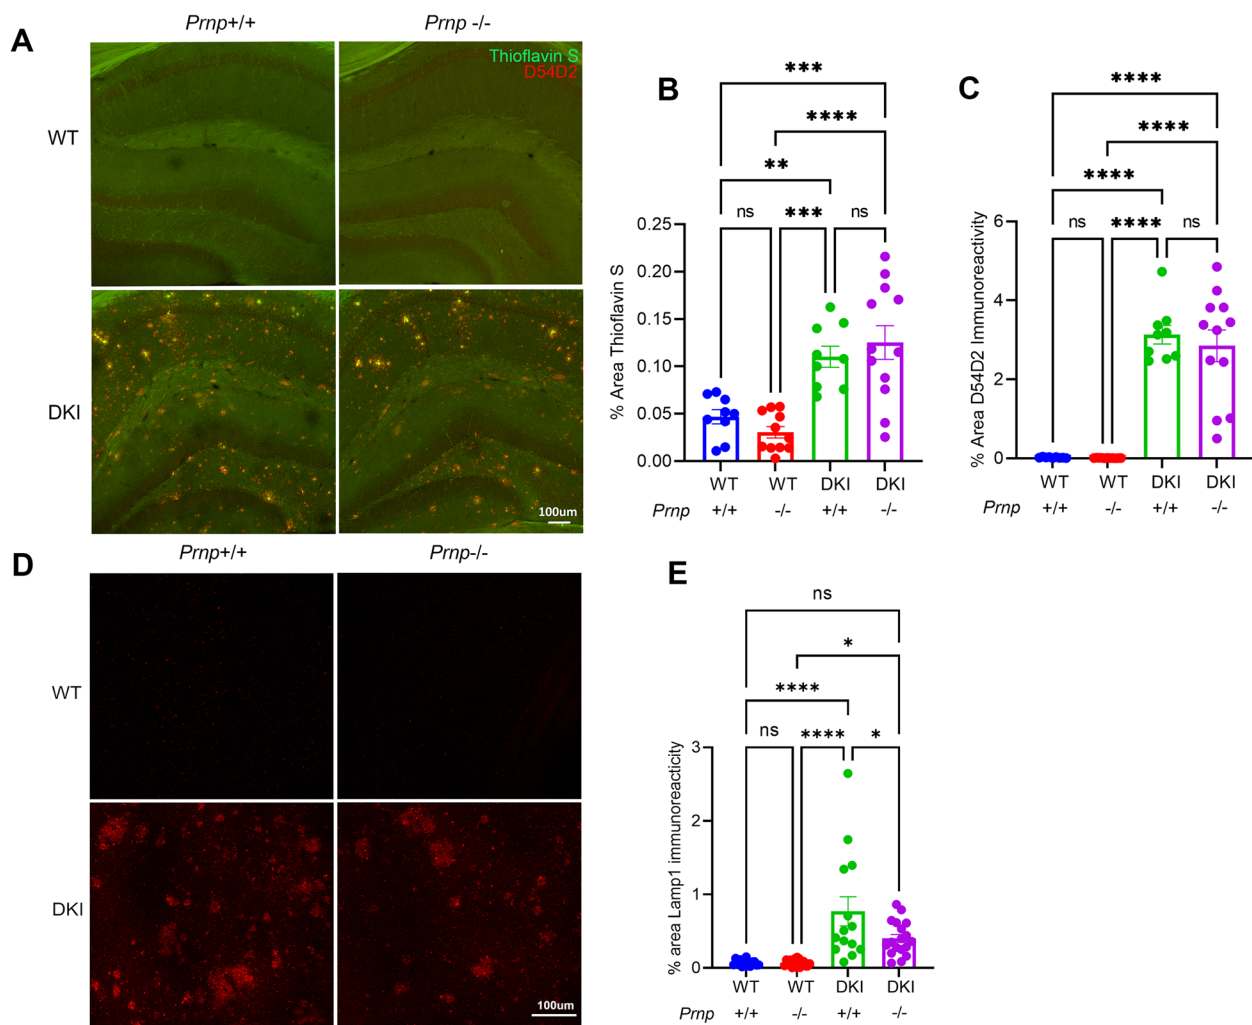 A
Prnp+/+
Prnp -/-
Thioflavin S
D54D2
WT
DKI
100um
B
***
****
**
ns
***
ns
% Area Thioflavin S
0.25
0.20
0.15
0.10
0.05
0.00
WT WT DKI DKI
Prnp +/+ -/- +/+ -/-
C
****
****
****
ns
****
ns
% Area D54D2 Immunoreactivity
6
4
2
0
WT WT DKI DKI
Prnp +/+ -/- +/+ -/-
D
Prnp+/+
Prnp-/-
WT
DKI
100um
E
ns
*
****
ns
****
*
% area Lamp1 immunoreacticity
3
2
1
0
WT WT DKI DKI
Prnp +/+ -/- +/+ -/-